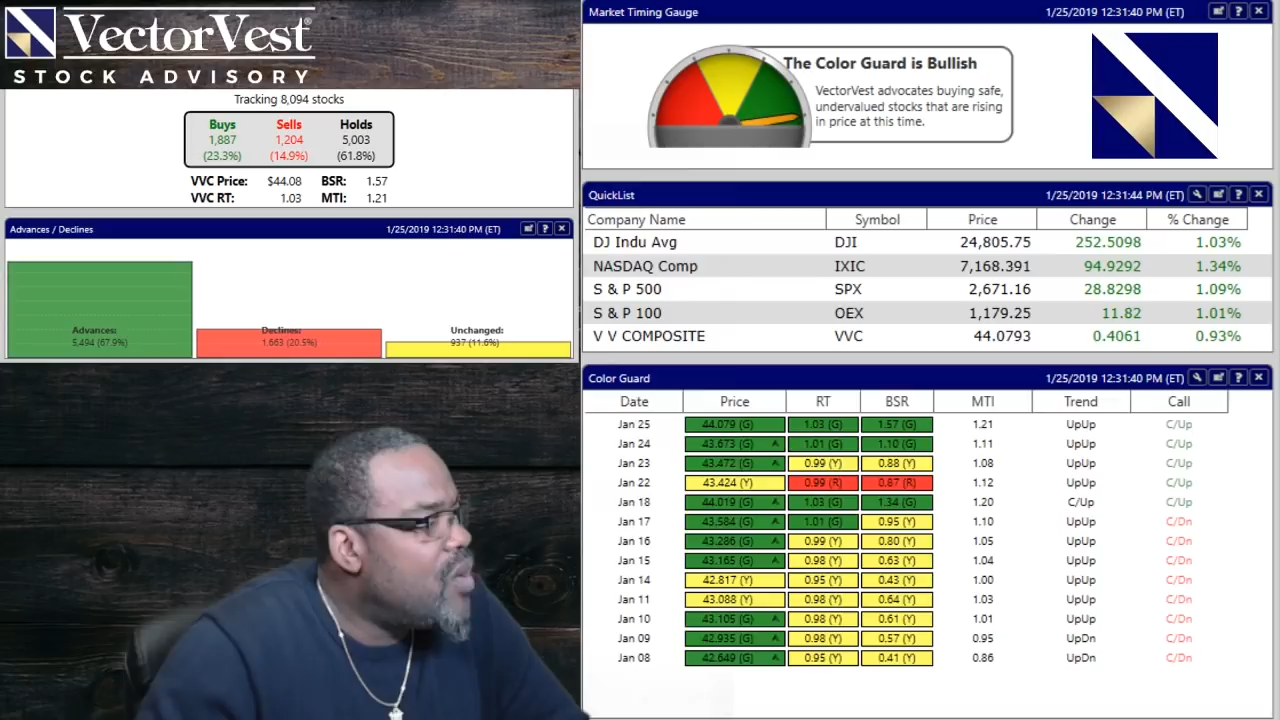 VectorVest®
STOCK ADVISORY
Tracking 8,094 stocks
Buys Sells Holds
1,887 1,204 5,003
(23.3%) (14.9%) (61.8%)
VVC Price: $44.08 BSR: 1.57
VVC RT: 1.03 MTI: 1.21
Advances / Declines 1/25/2019 12:31:40 PM (ET) ?
Advances:
5,494 (67.9%)
Declines:
1,663 (20.5%)
Unchanged:
937 (11.6%)
Market Timing Gauge 1/25/2019 12:31:40 PM (ET) ?
The Color Guard is Bullish
VectorVest advocates buying safe,
undervalued stocks that are rising
in price at this time.
QuickList 1/25/2019 12:31:44 PM (ET) ?
Company Name Symbol Price Change % Change
DJ Indu Avg DJI 24,805.75 252.5098 1.03%
NASDAQ Comp IXIC 7,168.391 94.9292 1.34%
S & P 500 SPX 2,671.16 28.8298 1.09%
S & P 100 OEX 1,179.25 11.82 1.01%
V V COMPOSITE VVC 44.0793 0.4061 0.93%
Color Guard 1/25/2019 12:31:40 PM (ET) ?
Date Price RT BSR MTI Trend Call
Jan 25 44.079 (G) 1.03 (G) 1.57 (G) 1.21 UpUp C/Up
Jan 24 43.673 (G) 1.01 (G) 1.10 (G) 1.11 UpUp C/Up
Jan 23 43.472 (G) 0.99 (Y) 0.88 (Y) 1.08 UpUp C/Up
Jan 22 43.424 (Y) 0.99 (R) 0.87 (R) 1.12 UpUp C/Up
Jan 18 44.019 (G) 1.03 (G) 1.34 (G) 1.20 C/Up C/Up
Jan 17 43.584 (G) 1.01 (G) 0.95 (Y) 1.10 UpUp C/Dn
Jan 16 43.286 (G) 0.99 (Y) 0.80 (Y) 1.05 UpUp C/Dn
Jan 15 43.165 (G) 0.98 (Y) 0.63 (Y) 1.04 UpUp C/Dn
Jan 14 42.817 (Y) 0.95 (Y) 0.43 (Y) 1.00 UpUp C/Dn
Jan 11 43.088 (Y) 0.98 (Y) 0.64 (Y) 1.03 UpUp C/Dn
Jan 10 43.105 (G) 0.98 (Y) 0.61 (Y) 1.01 UpUp C/Dn
Jan 09 42.935 (G) 0.98 (Y) 0.57 (Y) 0.95 UpDn C/Dn
Jan 08 42.649 (G) 0.95 (Y) 0.41 (Y) 0.86 UpDn C/Dn